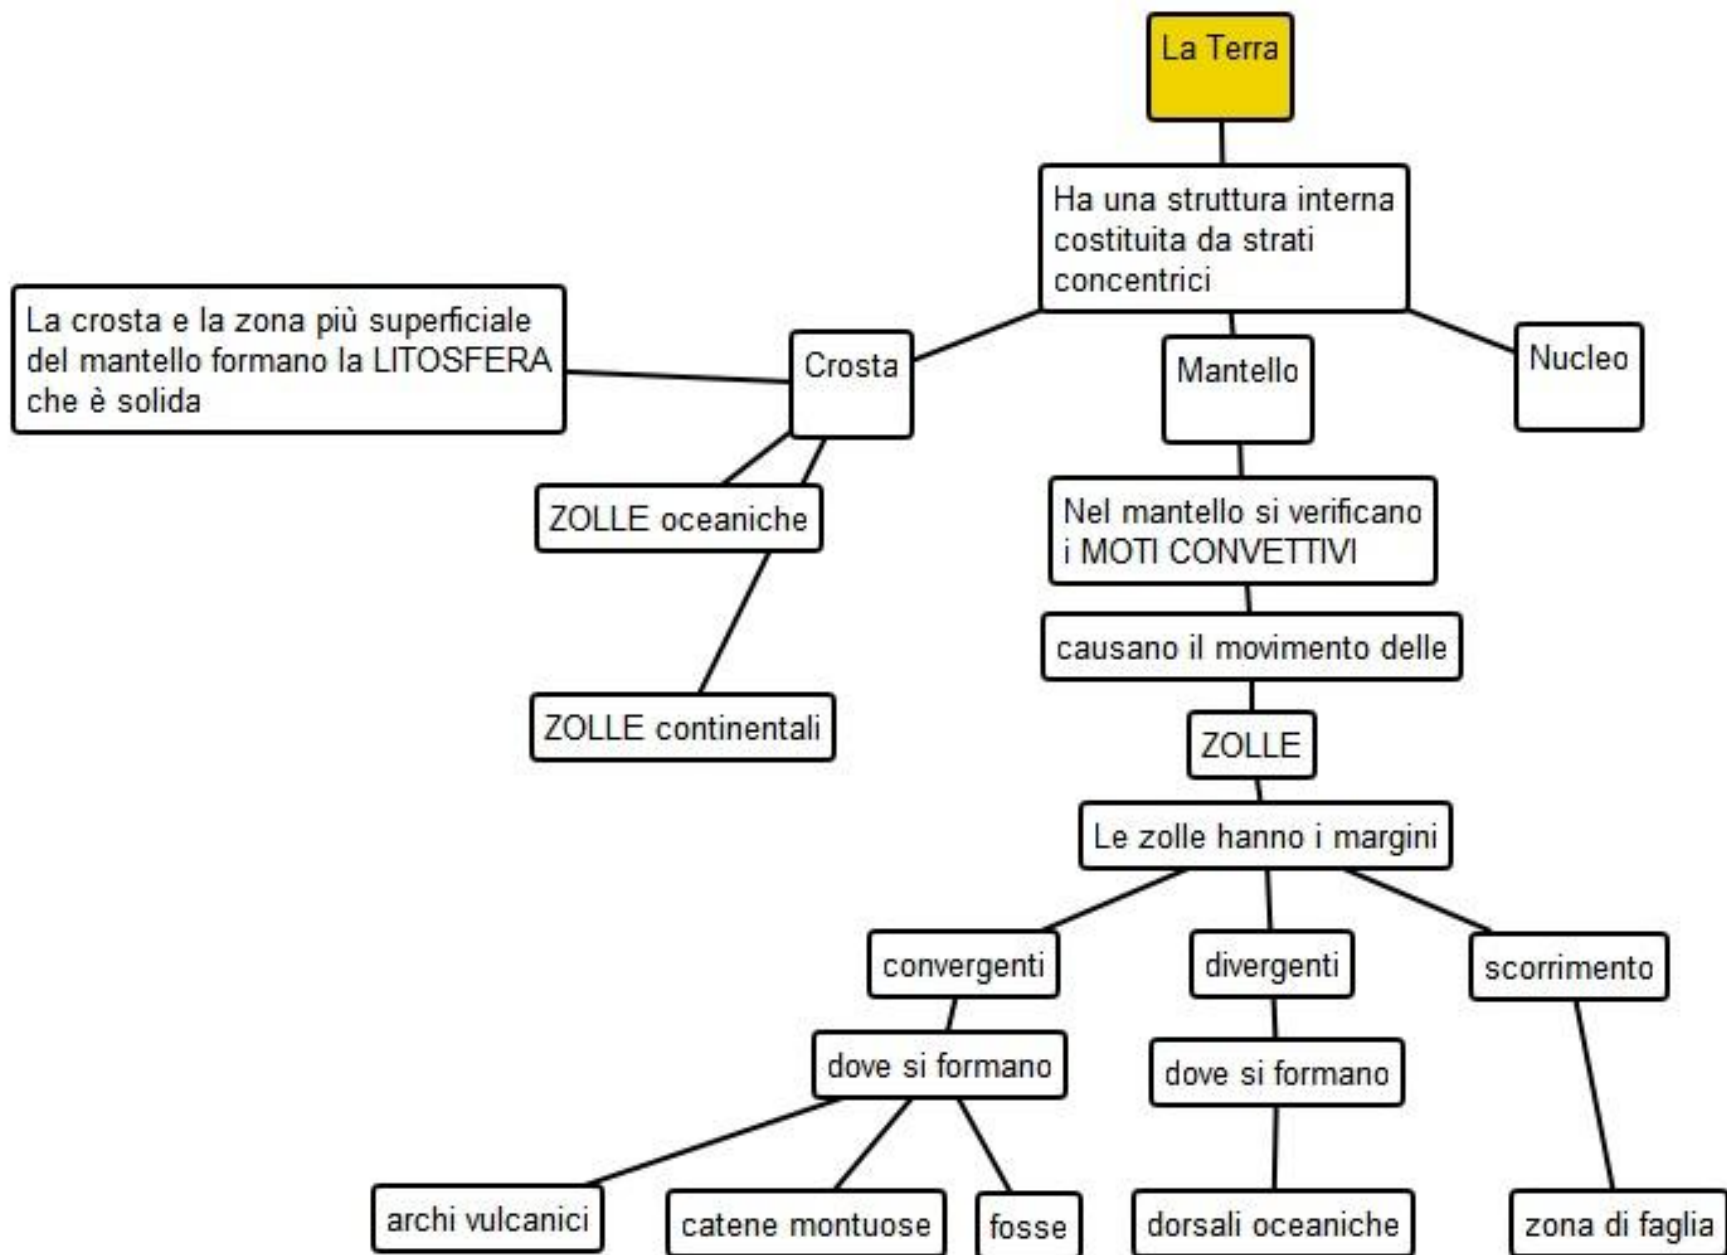 La Terra
Ha una struttura interna
costituita da strati
concentrici
La crosta e la zona più superficiale
del mantello formano la LITOSFERA
che è solida
Crosta
Mantello
Nucleo
ZOLLE oceaniche
Nel mantello si verificano
i MOTI CONVETTIVI
causano il movimento delle
ZOLLE continentali
ZOLLE
Le zolle hanno i margini
convergenti
divergenti
scorrimento
dove si formano
dove si formano
archi vulcanici
catene montuose
fosse
dorsali oceaniche
zona di faglia